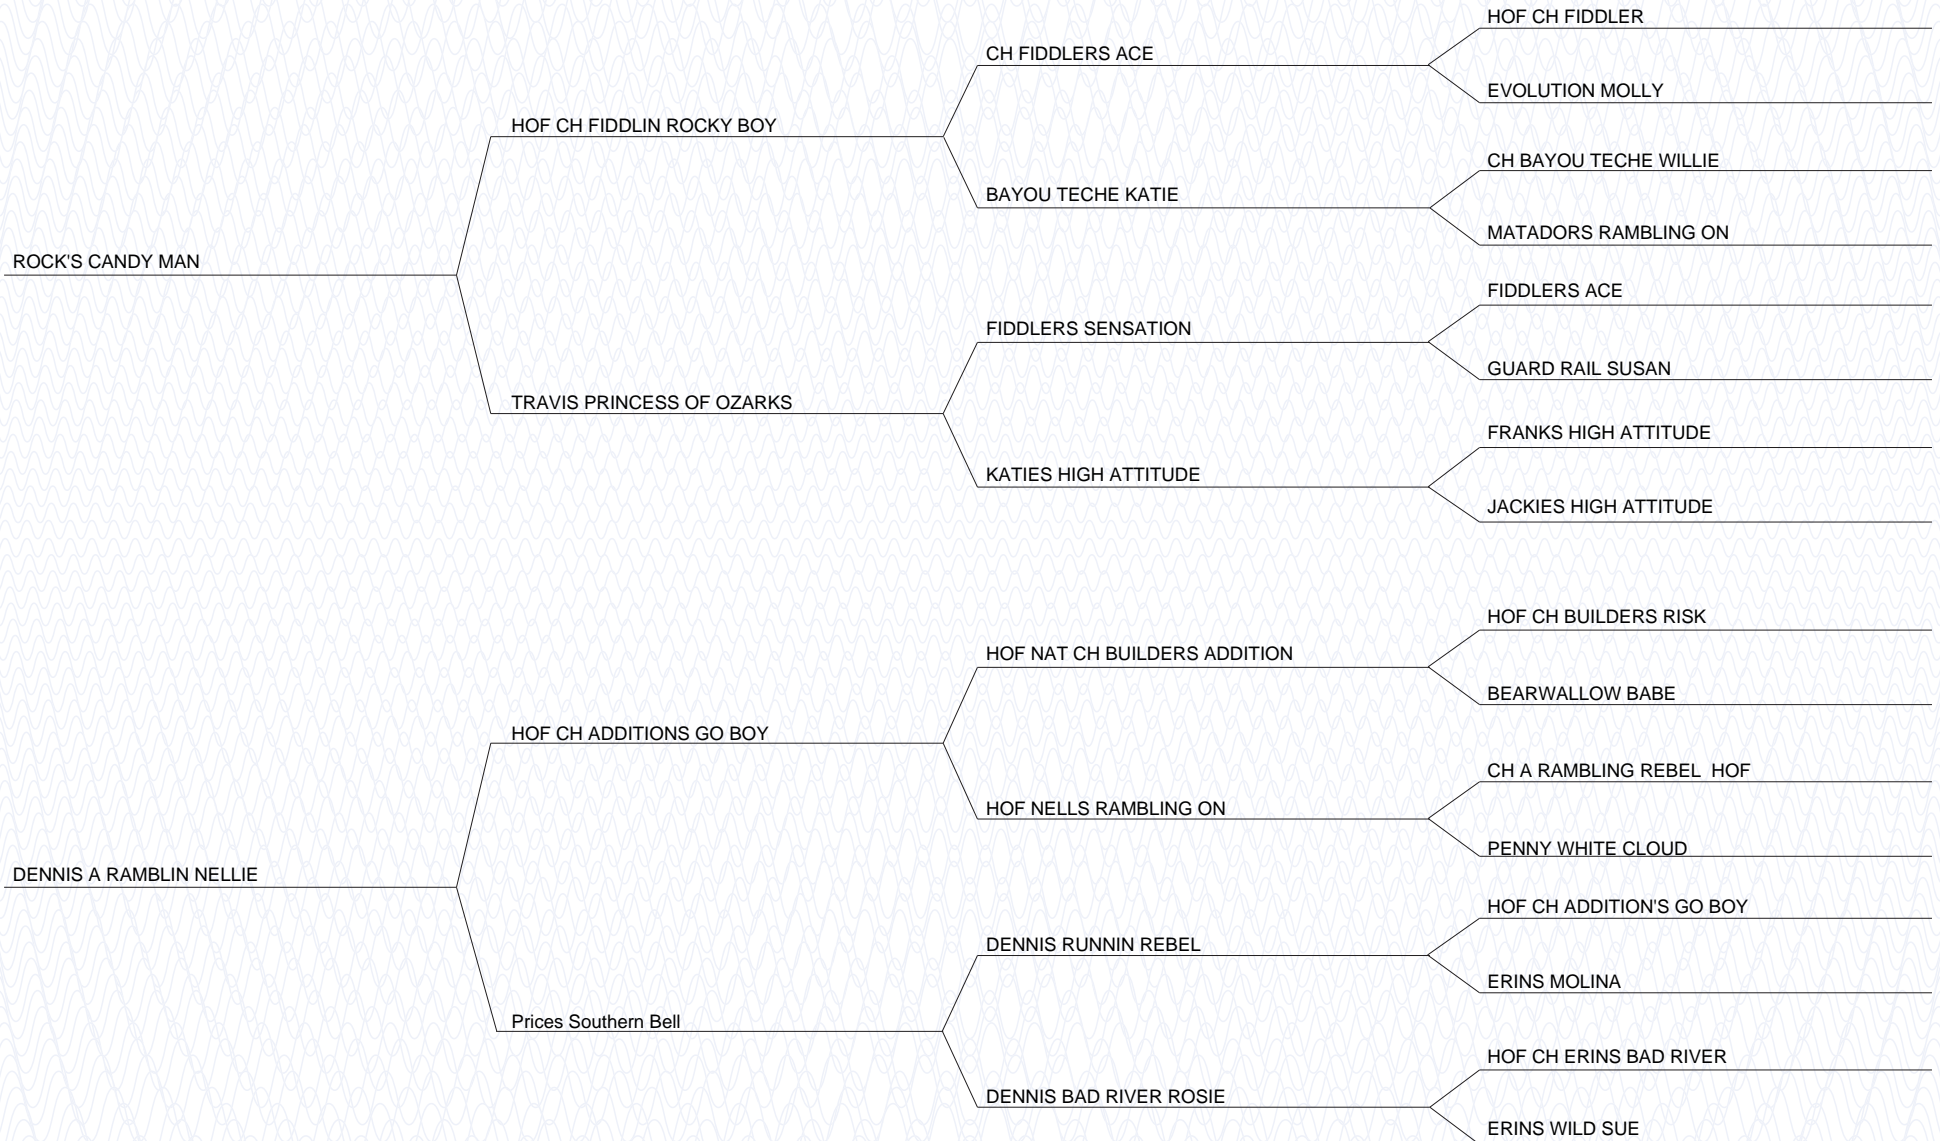 HOF CH FIDDLER
CH FIDDLERS ACE
EVOLUTION MOLLY
HOF CH FIDDLIN ROCKY BOY
CH BAYOU TECHE WILLIE
BAYOU TECHE KATIE
MATADORS RAMBLING ON
ROCK'S CANDY MAN
FIDDLERS ACE
FIDDLERS SENSATION
GUARD RAIL SUSAN
TRAVIS PRINCESS OF OZARKS
FRANKS HIGH ATTITUDE
KATIES HIGH ATTITUDE
JACKIES HIGH ATTITUDE
HOF CH BUILDERS RISK
HOF NAT CH BUILDERS ADDITION
BEARWALLOW BABE
HOF CH ADDITIONS GO BOY
CH A RAMBLING REBEL  HOF
HOF NELLS RAMBLING ON
PENNY WHITE CLOUD
DENNIS A RAMBLIN NELLIE
HOF CH ADDITION'S GO BOY
DENNIS RUNNIN REBEL
ERINS MOLINA
Prices Southern Bell
HOF CH ERINS BAD RIVER
DENNIS BAD RIVER ROSIE
ERINS WILD SUE